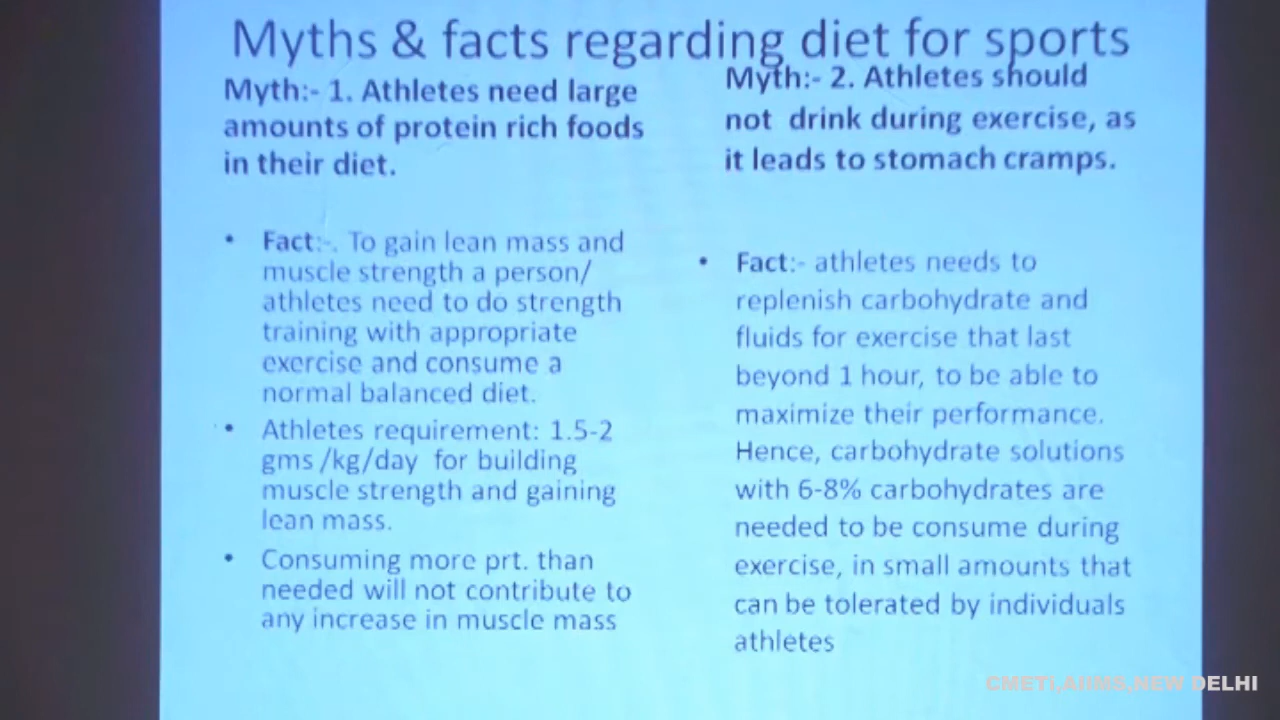 Myths & facts regarding diet for sports
Myth:- 1. Athletes need large
amounts of protein rich foods
in their diet.
• Fact:-. To gain lean mass and
muscle strength a person/
athletes need to do strength
training with appropriate
exercise and consume a
normal balanced diet.
• Athletes requirement: 1.5-2
gms /kg/day for building
muscle strength and gaining
lean mass.
• Consuming more prt. than
needed will not contribute to
any increase in muscle mass
Myth:- 2. Athletes should
not drink during exercise, as
it leads to stomach cramps.
• Fact:- athletes needs to
replenish carbohydrate and
fluids for exercise that last
beyond 1 hour, to be able to
maximize their performance.
Hence, carbohydrate solutions
with 6-8% carbohydrates are
needed to be consume during
exercise, in small amounts that
can be tolerated by individuals
athletes
CMETI,AIIMS,NEW DELHI